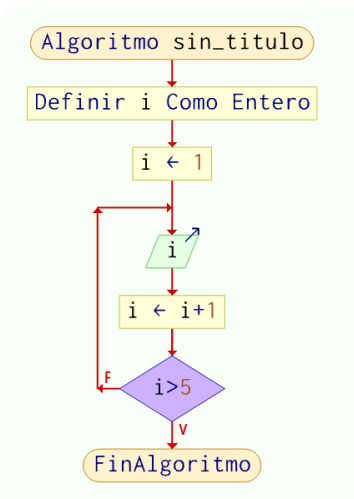 Algoritmo sin_titulo
Definir i Como Entero
i ← 1
i
i ← i+1
i>5
F
V
FinAlgoritmo